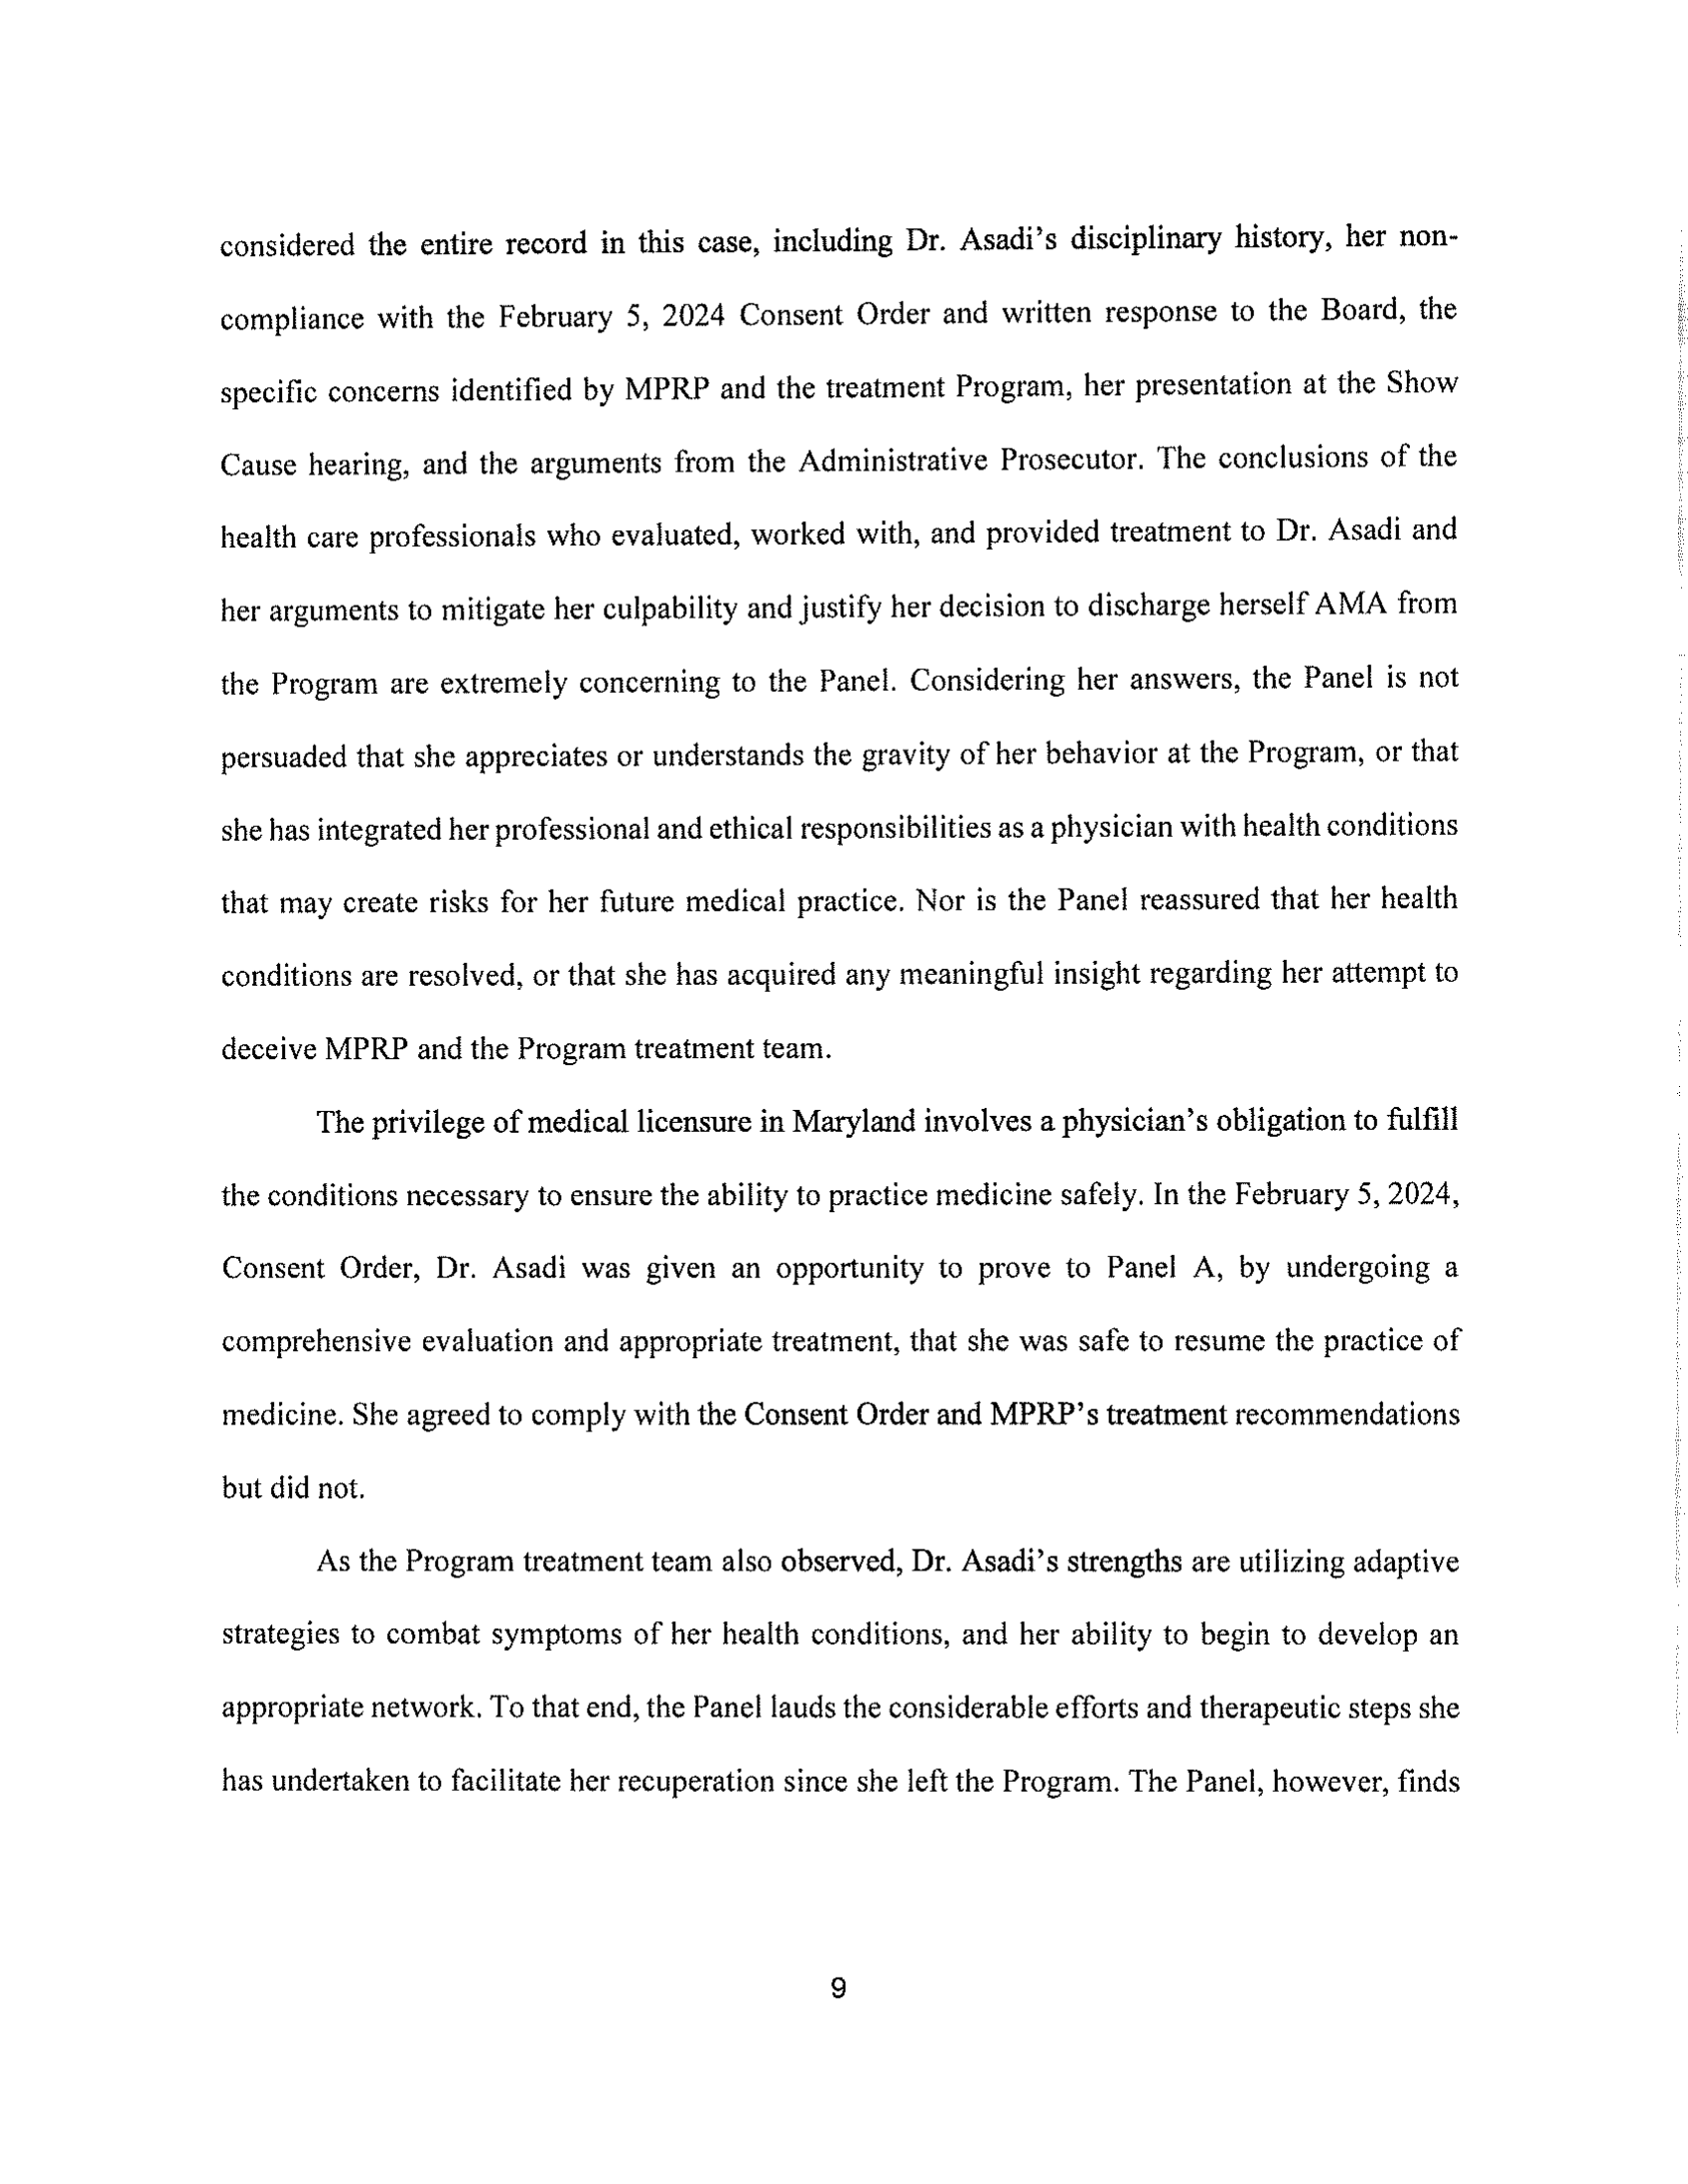 considered the entire record in this case, including Dr. Asadi's disciplinary history, her non-
compliance with the February 5, 2024 Consent Order and written response to the Board, the
specific concerns identified by MPRP and the treatment Program, her presentation at the Show
Cause hearing, and the arguments from the Administrative Prosecutor. The conclusions of the
health care professionals who evaluated, worked with, and provided treatment to Dr. Asadi and
her arguments to mitigate her culpability and justify her decision to discharge herself AMA from
the Program are extremely concerning to the Panel. Considering her answers, the Panel is not
persuaded that she appreciates or understands the gravity of her behavior at the Program, or that
she has integrated her professional and ethical responsibilities as a physician with health conditions
that may create risks for her future medical practice. Nor is the Panel reassured that her health
conditions are resolved, or that she has acquired any meaningful insight regarding her attempt to
deceive MPRP and the Program treatment team.
The privilege of medical licensure in Maryland involves a physician's obligation to fulfill
the conditions necessary to ensure the ability to practice medicine safely. In the February 5, 2024,
Consent Order, Dr. Asadi was given an opportunity to prove to Panel A, by undergoing a
comprehensive evaluation and appropriate treatment, that she was safe to resume the practice of
medicine. She agreed to comply with the Consent Order and MPRP's treatment recommendations
but did not.
As the Program treatment team also observed, Dr. Asadi's strengths are utilizing adaptive
strategies to combat symptoms of her health conditions, and her ability to begin to develop an
appropriate network. To that end, the Panel lauds the considerable efforts and therapeutic steps she
has undertaken to facilitate her recuperation since she left the Program. The Panel, however, finds
9